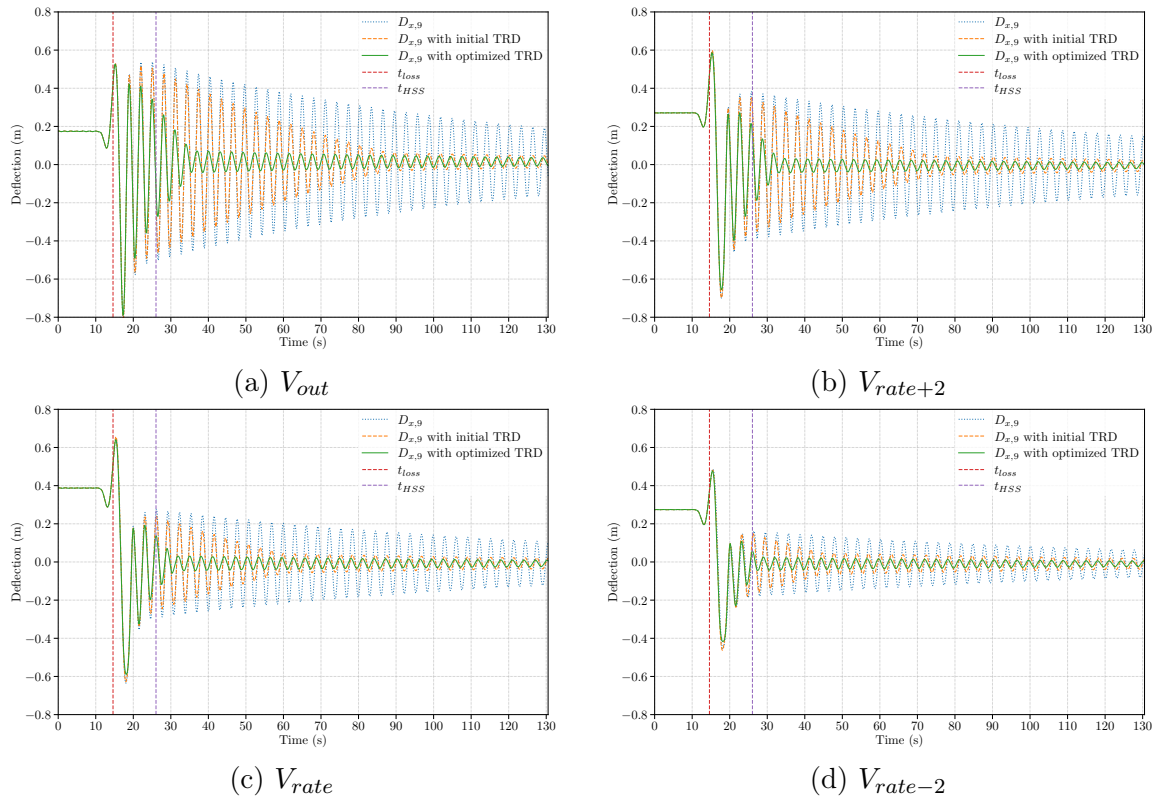 0.8
0.6
0.4
0.2
0.0
−0.2
−0.4
−0.6
−0.8
Deflection (m)
0 10 20 30 40 50 60 70 80 90 100 110 120 130
Time (s)
D_{x,9}
D_{x,9} with initial TRD
D_{x,9} with optimized TRD
t_{loss}
t_{HSS}
(a) V_{out}
0.8
0.6
0.4
0.2
0.0
−0.2
−0.4
−0.6
−0.8
Deflection (m)
0 10 20 30 40 50 60 70 80 90 100 110 120 130
Time (s)
D_{x,9}
D_{x,9} with initial TRD
D_{x,9} with optimized TRD
t_{loss}
t_{HSS}
(b) V_{rate+2}
0.8
0.6
0.4
0.2
0.0
−0.2
−0.4
−0.6
−0.8
Deflection (m)
0 10 20 30 40 50 60 70 80 90 100 110 120 130
Time (s)
D_{x,9}
D_{x,9} with initial TRD
D_{x,9} with optimized TRD
t_{loss}
t_{HSS}
(c) V_{rate}
0.8
0.6
0.4
0.2
0.0
−0.2
−0.4
−0.6
−0.8
Deflection (m)
0 10 20 30 40 50 60 70 80 90 100 110 120 130
Time (s)
D_{x,9}
D_{x,9} with initial TRD
D_{x,9} with optimized TRD
t_{loss}
t_{HSS}
(d) V_{rate−2}